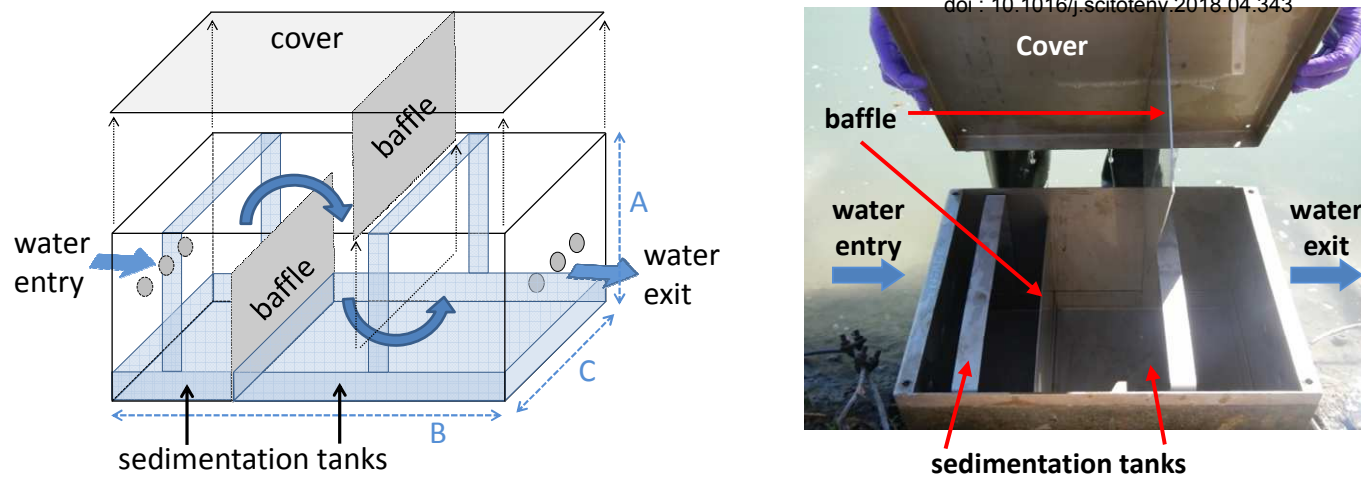 cover
baffle
baffle
water
entry
A
water
exit
C
B
sedimentation tanks
doi : 10.1016/j.scitotenv.2018.04.343
Cover
baffle
water
entry
water
exit
sedimentation tanks